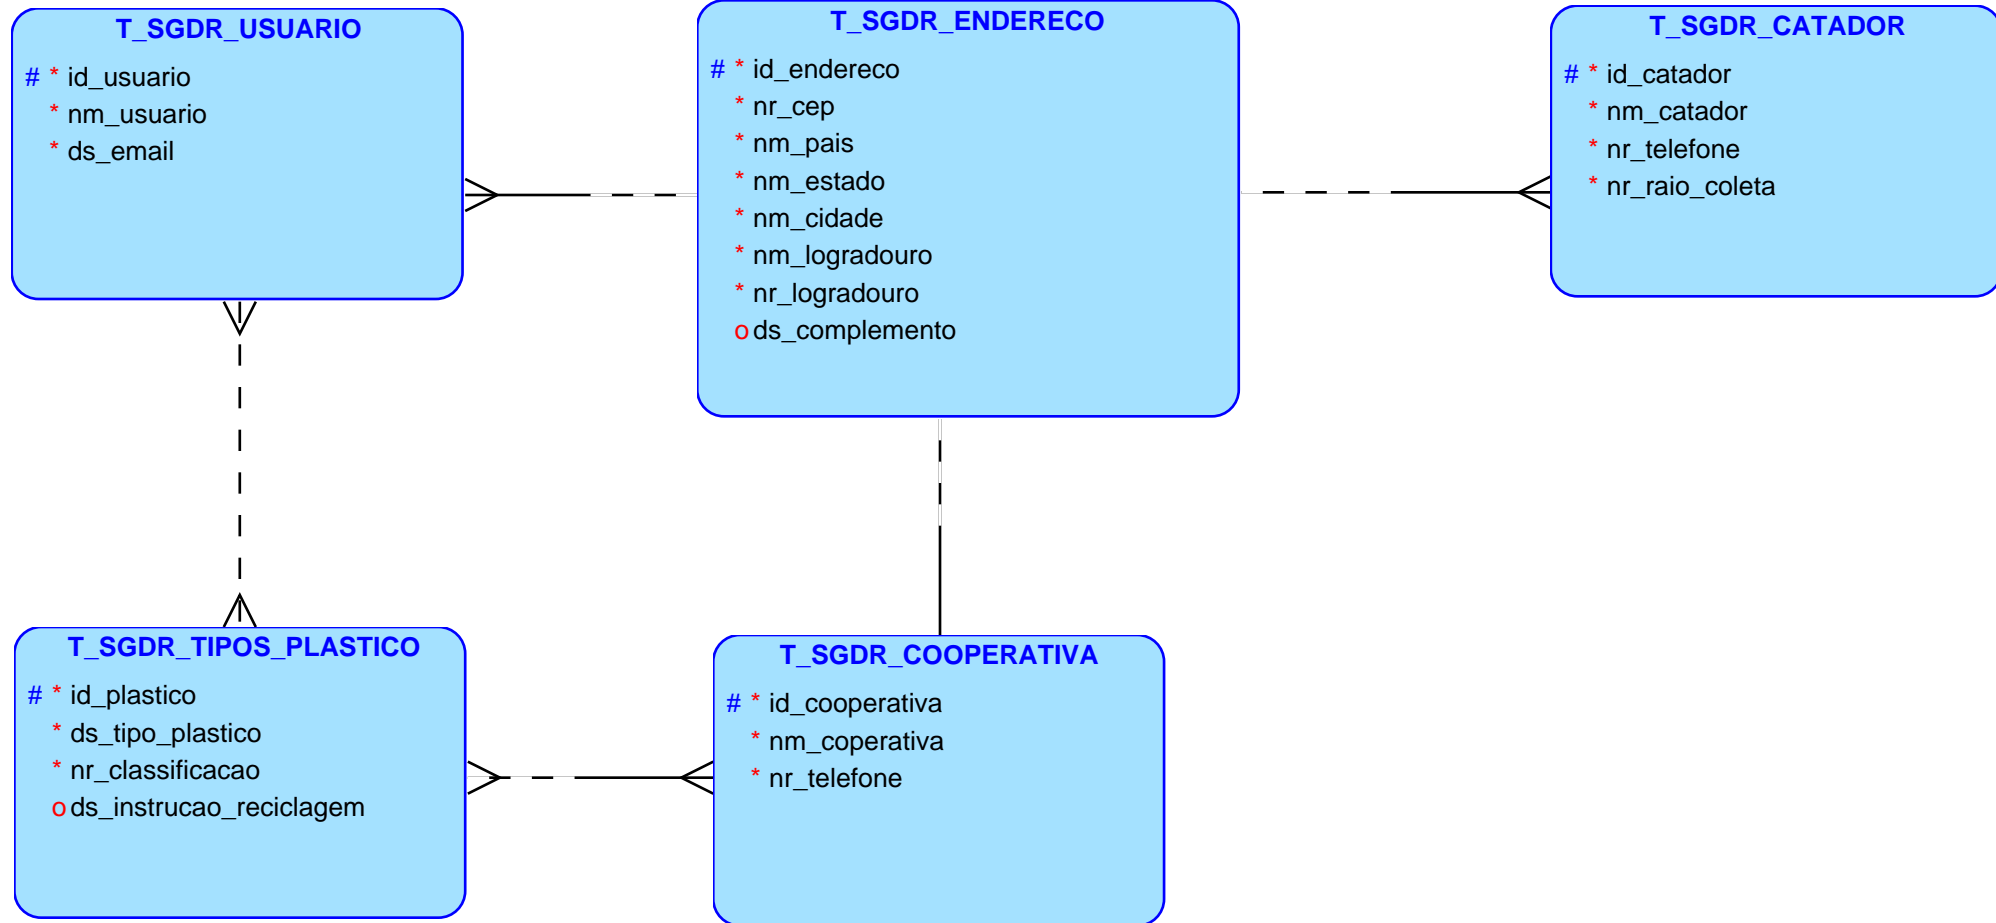 T_SGDR_USUARIO
# * id_usuario
* nm_usuario
* ds_email
T_SGDR_ENDERECO
# * id_endereco
* nr_cep
* nm_pais
* nm_estado
* nm_cidade
* nm_logradouro
* nr_logradouro
o ds_complemento
T_SGDR_CATADOR
# * id_catador
* nm_catador
* nr_telefone
* nr_raio_coleta
T_SGDR_TIPOS_PLASTICO
# * id_plastico
* ds_tipo_plastico
* nr_classificacao
o ds_instrucao_reciclagem
T_SGDR_COOPERATIVA
# * id_cooperativa
* nm_coperativa
* nr_telefone